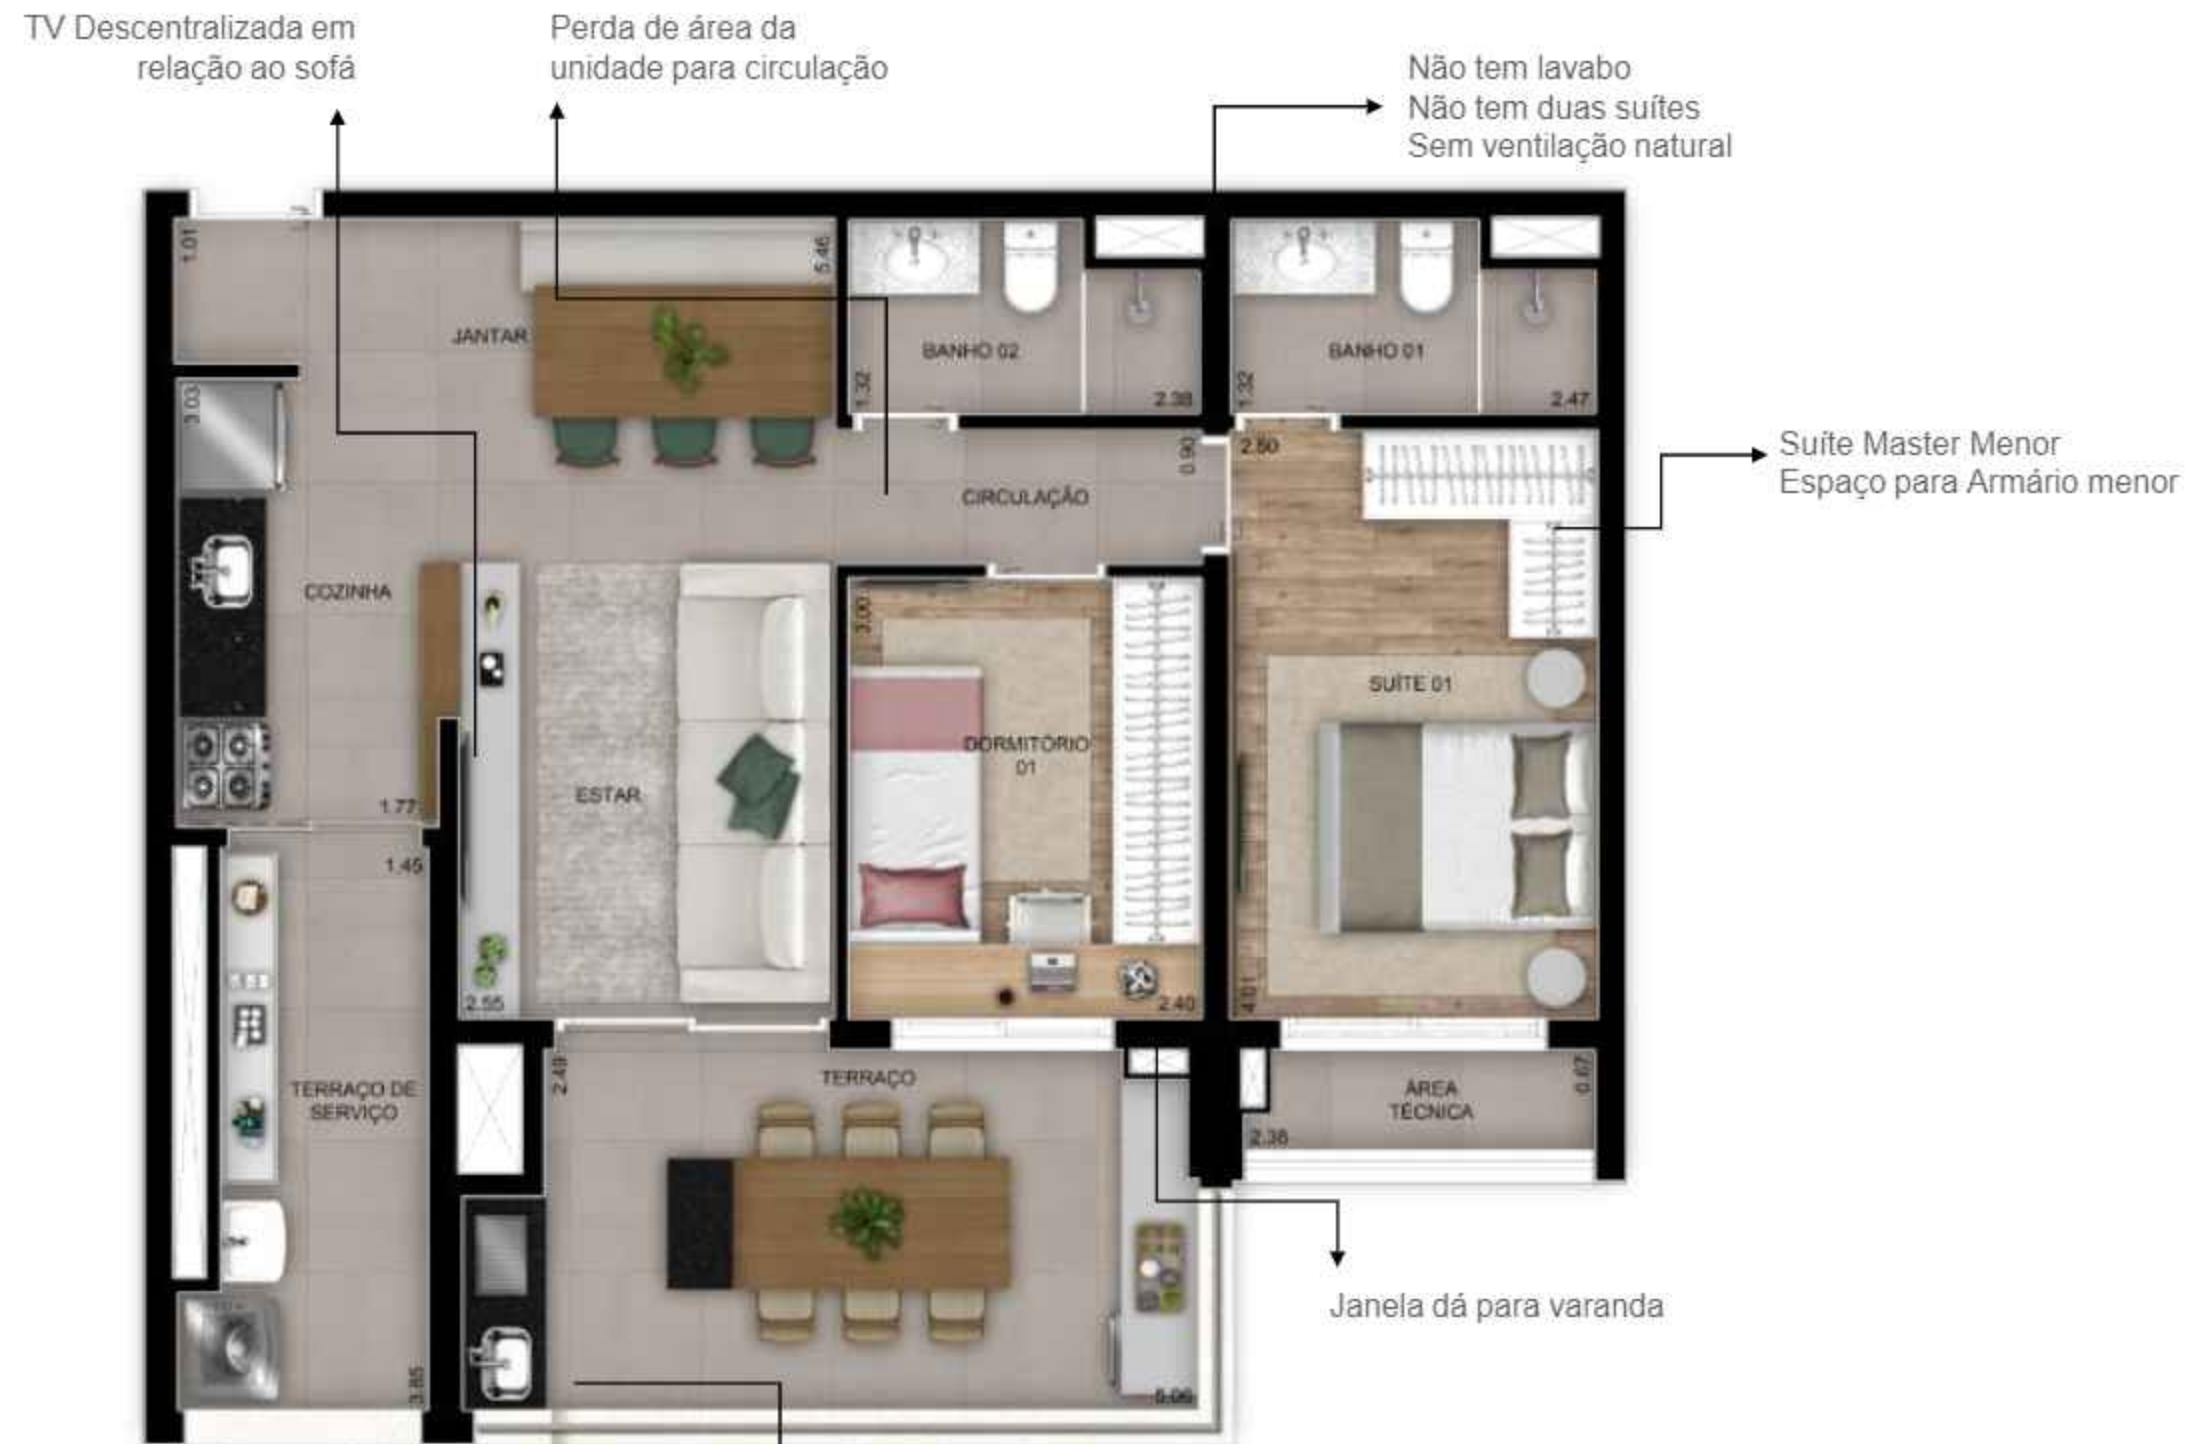 TV Descentralizada em
relação ao sofá
Perda de área da
unidade para circulação
Não tem lavabo
Não tem duas suítes
Sem ventilação natural
1.01
5.46
JANTAR
BANHO 02
1.32
2.38
BANHO 01
1.32
2.47
3.03
0.90
2.50
CIRCULAÇÃO
Suíte Master Menor
Espaço para Armário menor
COZINHA
3.00
SUÍTE 01
DORMITÓRIO
01
ESTAR
1.77
1.45
2.55
2.40
4.01
2.49
TERRAÇO
TERRAÇO DE
SERVIÇO
ÁREA
TÉCNICA
0.67
2.38
Janela dá para varanda
3.85
5.06